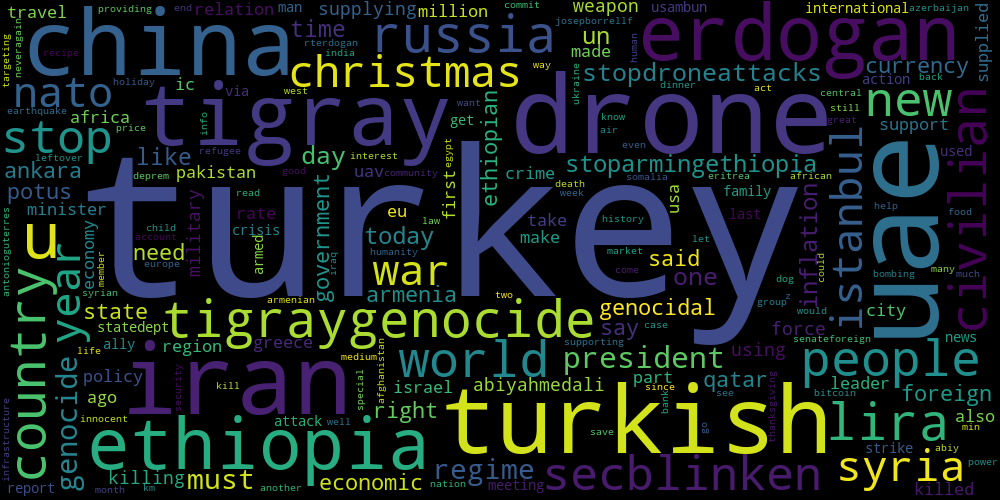 travel
end
recipe
neveragain
targeting
holiday
china
providing
relation
man
time
supplying
india
rterdogan
million
commit
russia
weapon
josepborrellf
made
un
usambun
human
erdogan
international
azerbaijan
supplied
nato
christmas
stopdroneattacks
currency
action
back
earthquake
price
africa
ic
via
west
tigray
drone
ukraine
way
want
dinner
act
central
still
new
great
stop
leftover
info
refugee
day
like
get
ethiopian
know
air
even
support
used
ankara
deprem
pakistan
interest
uav
community
first
egypt
crime
stoparmingethiopia
usa
family
african
istanbul
uae
civilian
potus
minister
child
account
europe
rate
read
good
eu
law
death
week
somalia
eritrea
history
take
make
last
help
food
turkey
u
economy
military
crisis
armed
government
iraq
humanity
today
war
market
let
come
said
one
inflation
dog
could
bombing
many
much
antonioguterres
country
year
need
syrian
member
state
statedept
armenian
armenia
two
genocidal
group
z
would
city
tigraygenocide
say
case
force
senateforeign
news
genocide
life
ally
region
greece
medium
world
supporting
president
using
people
policy
ago
iran
security
kill
special
afghanistan
israel
right
abiyahmedali
since
part
bank
qatar
see
bitcoin
leader
foreign
infrastructure
innocent
ethiopia
attack
well
turkish
save
go
thanksgiving
lira
also
min
abiy
report
month
km
killing
another
must
economic
regime
nation
meeting
secblinken
strike
syria
power
killed